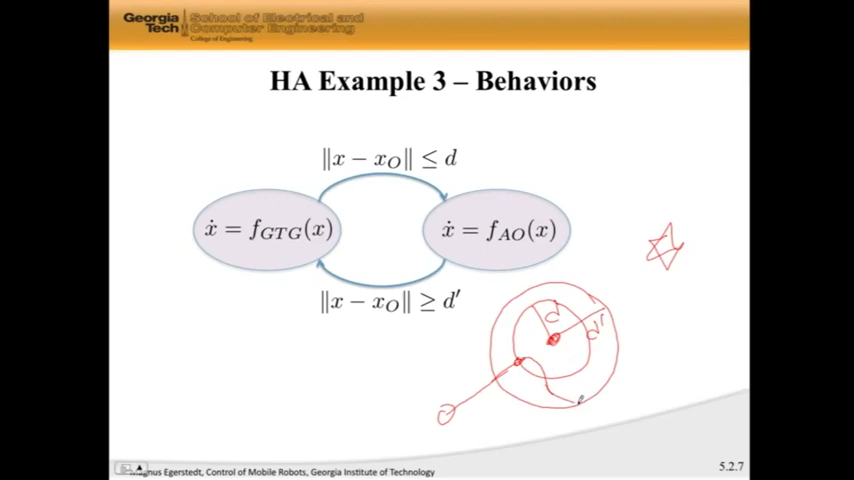 Georgia Tech
School of Electrical and Computer Engineering
College of Engineering
HA Example 3 – Behaviors
‖x − x_O‖ ≤ d
ẋ = f_GTG(x)
ẋ = f_AO(x)
‖x − x_O‖ ≥ d′
d
d′
Magnus Egerstedt, Control of Mobile Robots, Georgia Institute of Technology
5.2.7